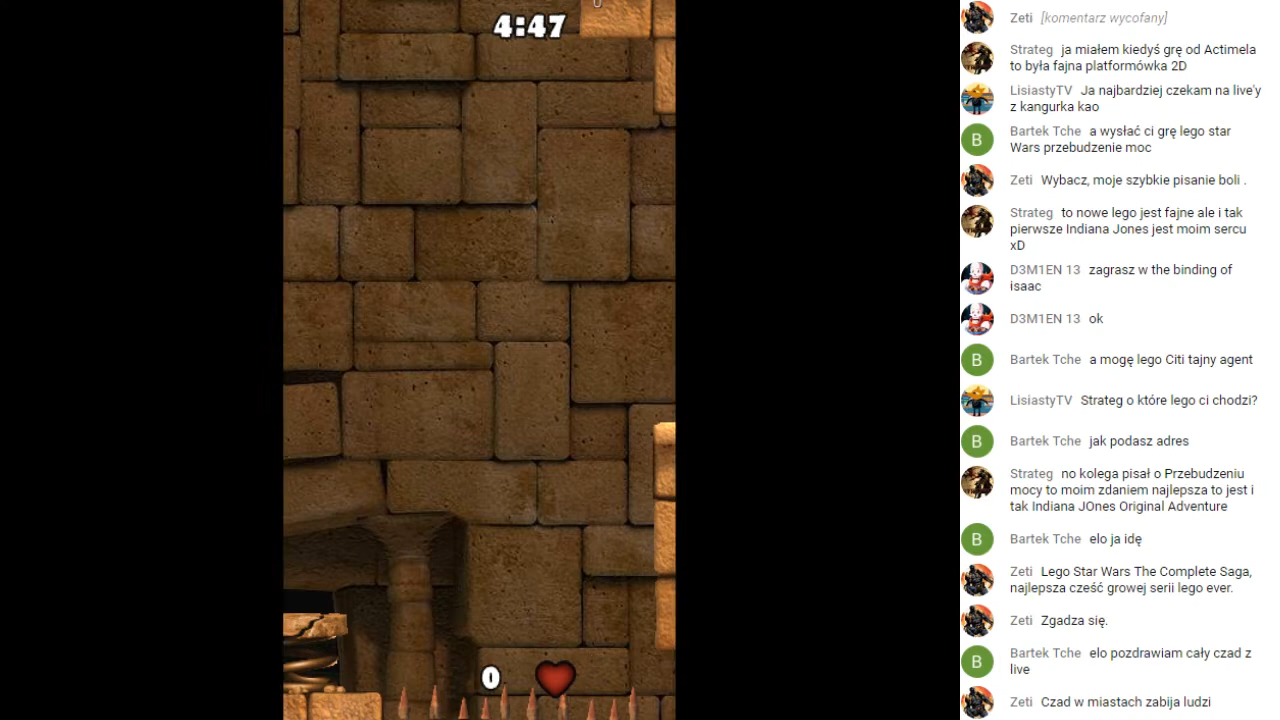 4:47
0
0
Zeti [komentarz wycofany]
Strateg ja miałem kiedyś grę od Actimela
to była fajna platformówka 2D
LisiastyTV Ja najbardziej czekam na live'y
z kangurka kao
B
Bartek Tche a wysłać ci grę lego star
Wars przebudzenie moc
Zeti Wybacz, moje szybkie pisanie boli .
Strateg to nowe lego jest fajne ale i tak
pierwsze Indiana Jones jest moim sercu
xD
D3M1EN 13 zagrasz w the binding of
isaac
D3M1EN 13 ok
B
Bartek Tche a mogę lego Citi tajny agent
LisiastyTV Strateg o które lego ci chodzi?
B
Bartek Tche jak podasz adres
Strateg no kolega pisał o Przebudzeniu
mocy to moim zdaniem najlepsza to jest i
tak Indiana JOnes Original Adventure
B
Bartek Tche elo ja idę
Zeti Lego Star Wars The Complete Saga,
najlepsza cześć growej serii lego ever.
Zeti Zgadza się.
B
Bartek Tche elo pozdrawiam cały czad z
live
Zeti Czad w miastach zabija ludzi